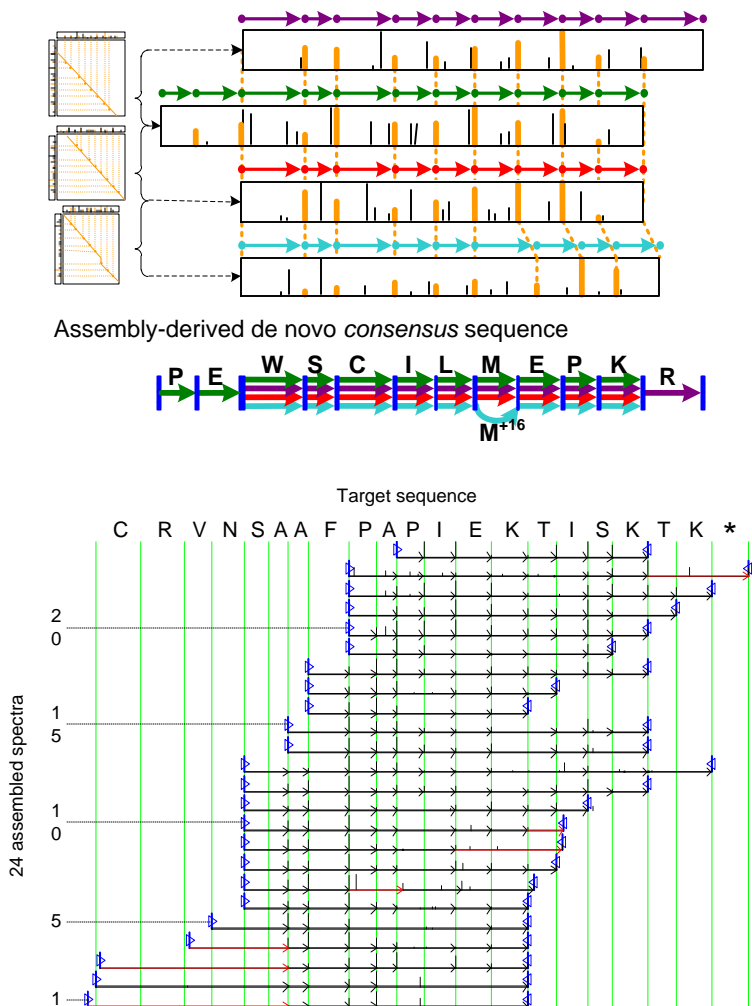 Assembly-derived de novo consensus sequence
P E W S C I L M E P K R
M+16
Target sequence
C R V N S A A F P A P I E K T I S K T K *
24 assembled spectra
20
15
10
5
1